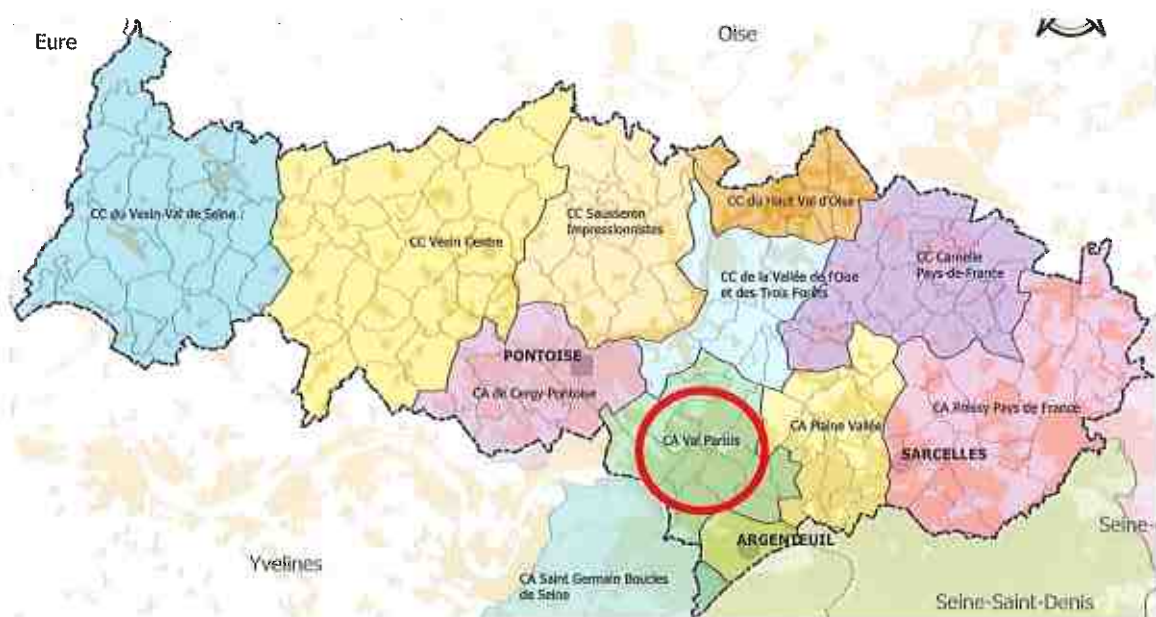 Eure
Oise
CC du Vexin-Val de Seine
CC Vexin Centre
CC Sausseron
Impressionnistes
CC du Haut Val d'Oise
CC de la Vallée de l'Oise
et des Trois Forêts
CC Carnelle
Pays-de-France
PONTOISE
CA de Cergy-Pontoise
CA Val Parisis
CA Plaine Vallée
CA Roissy Pays de France
SARCELLES
ARGENTEUIL
Seine-
Yvelines
CA Saint Germain Boucles
de Seine
Seine-Saint-Denis